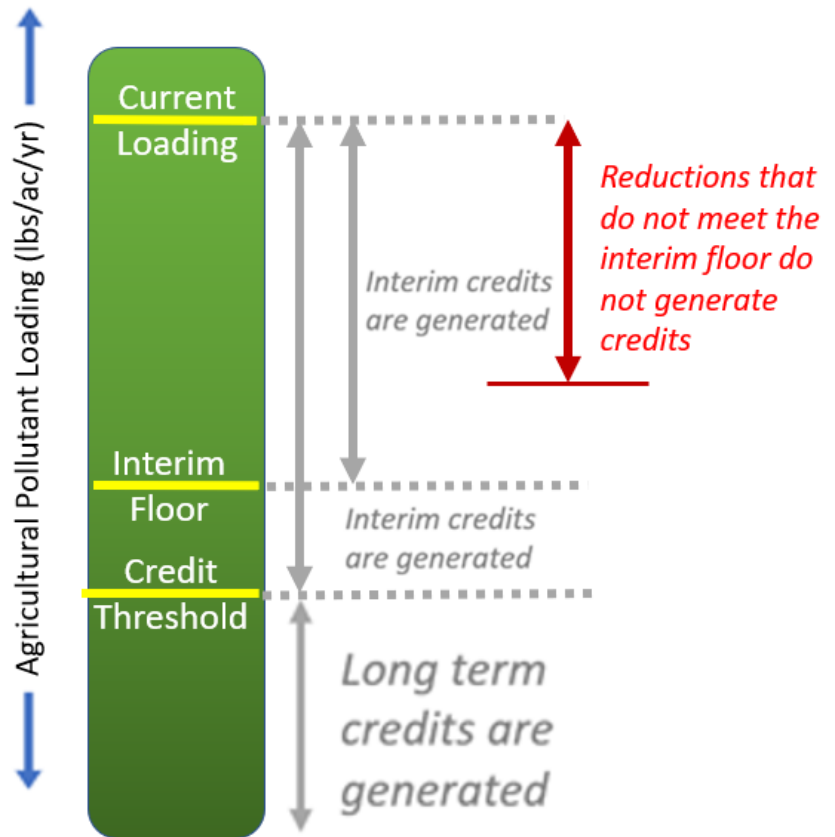 Agricultural Pollutant Loading (lbs/ac/yr)
Current
Loading
Interim credits
are generated
Reductions that
do not meet the
interim floor do
not generate
credits
Interim
Floor
Interim credits
are generated
Credit
Threshold
Long term
credits are
generated